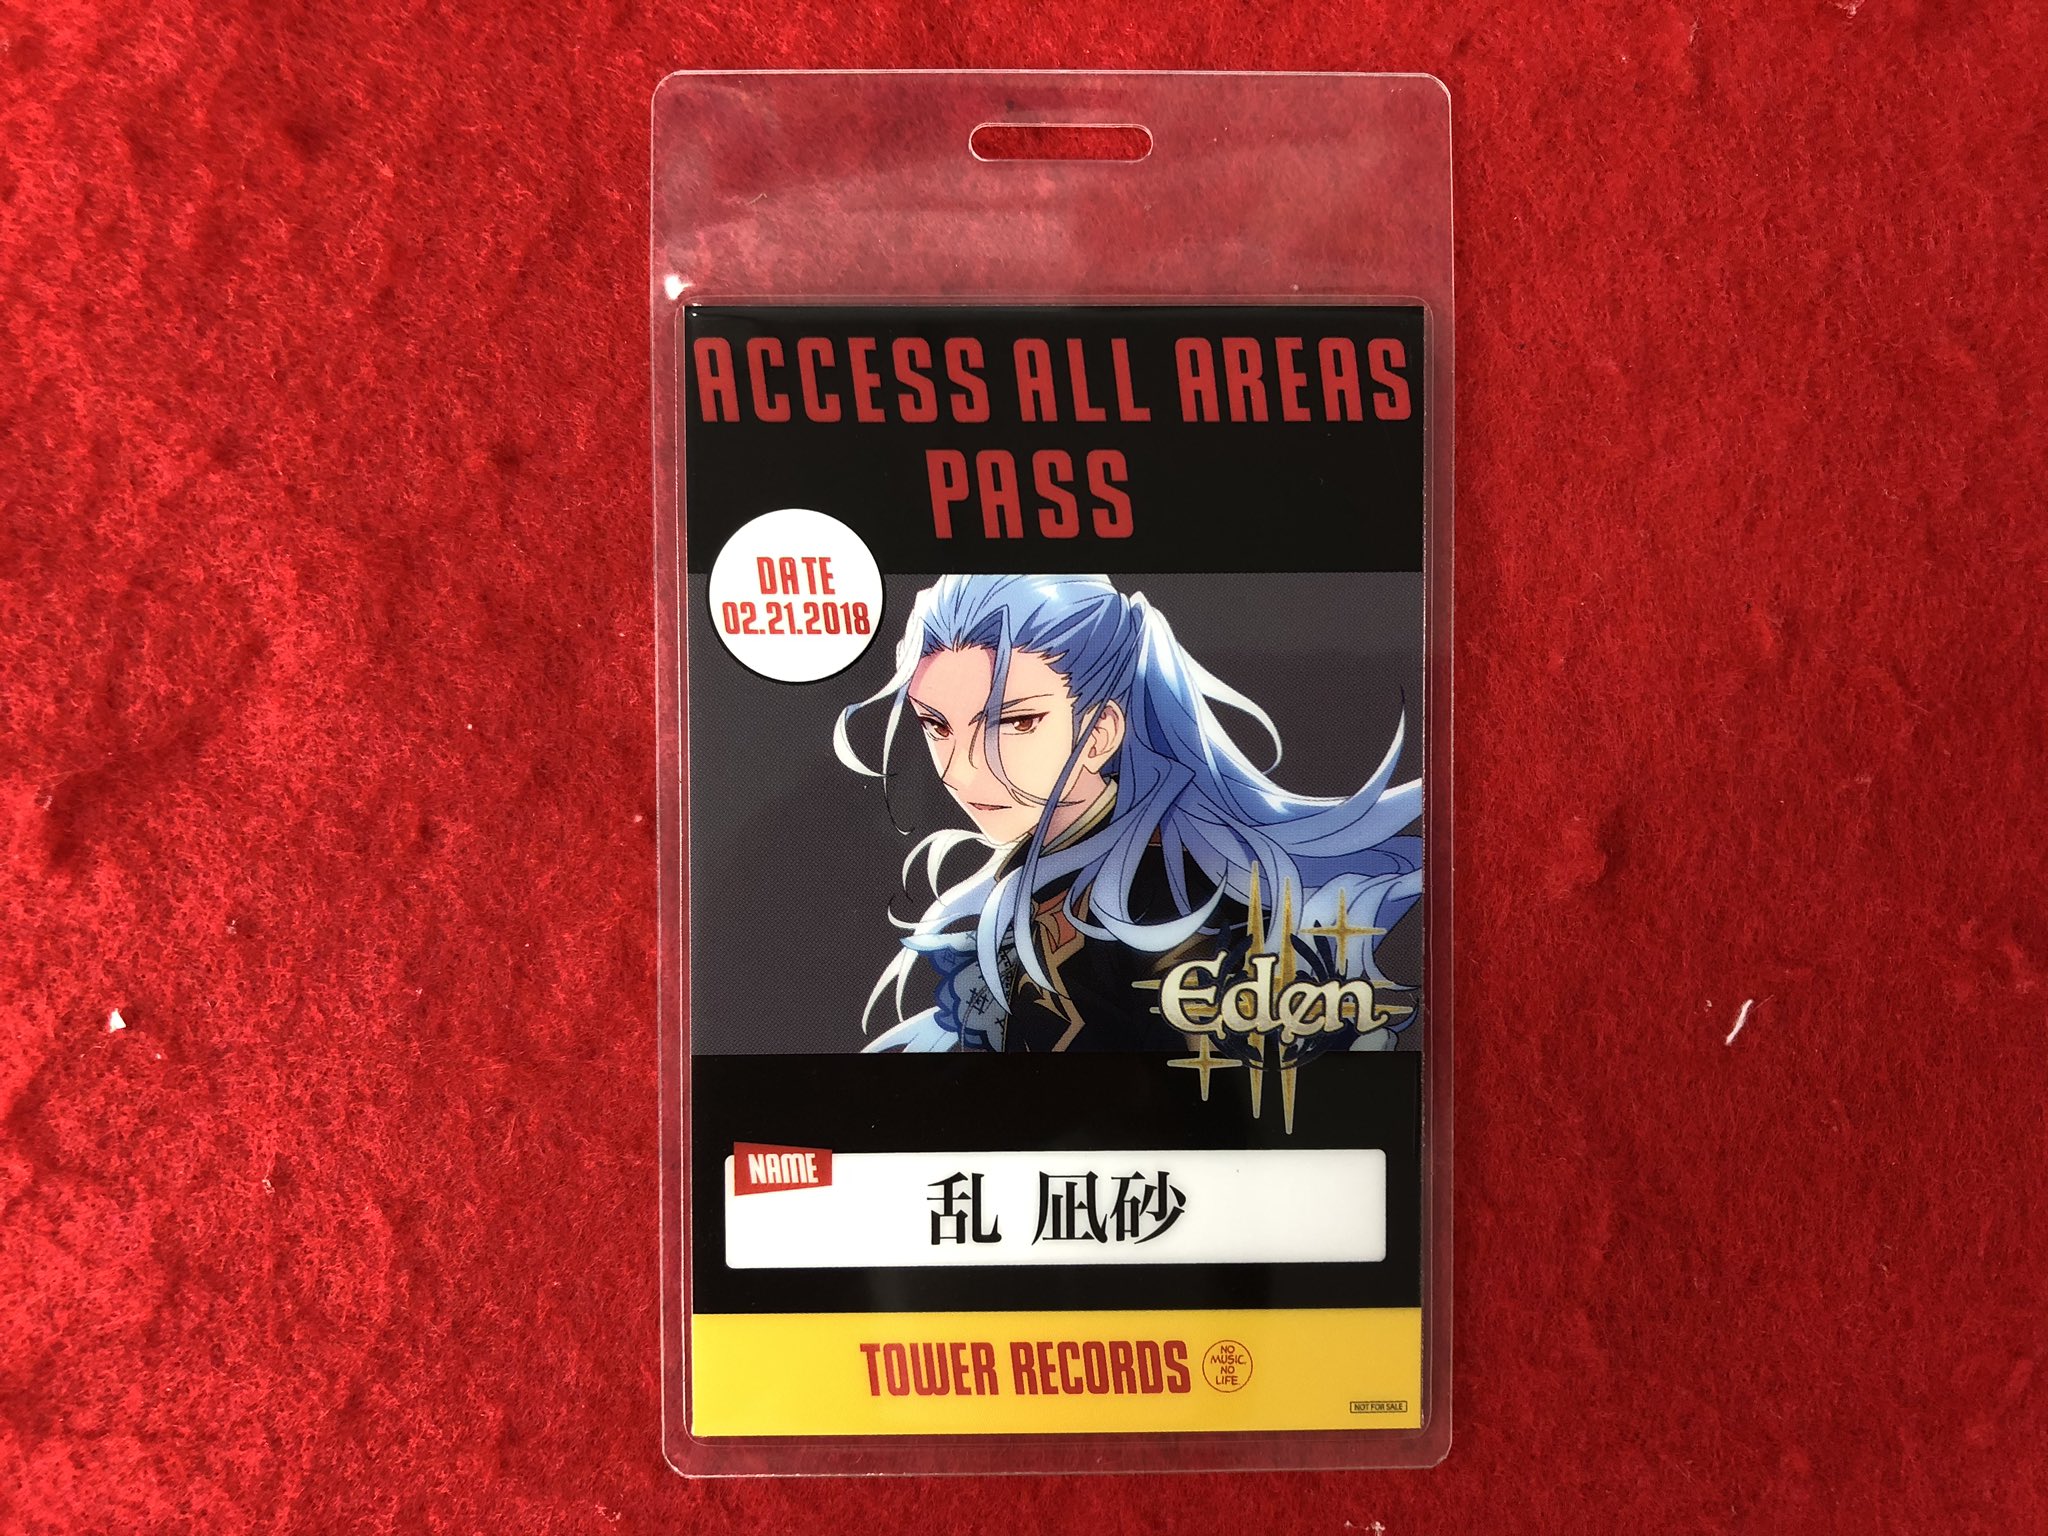 ACCESS ALL AREAS
PASS
DATE
02.21.2018
Eden
NAME
乱 凪砂
TOWER RECORDS
NO
MUSIC.
NO
LIFE.
NOT FOR SALE